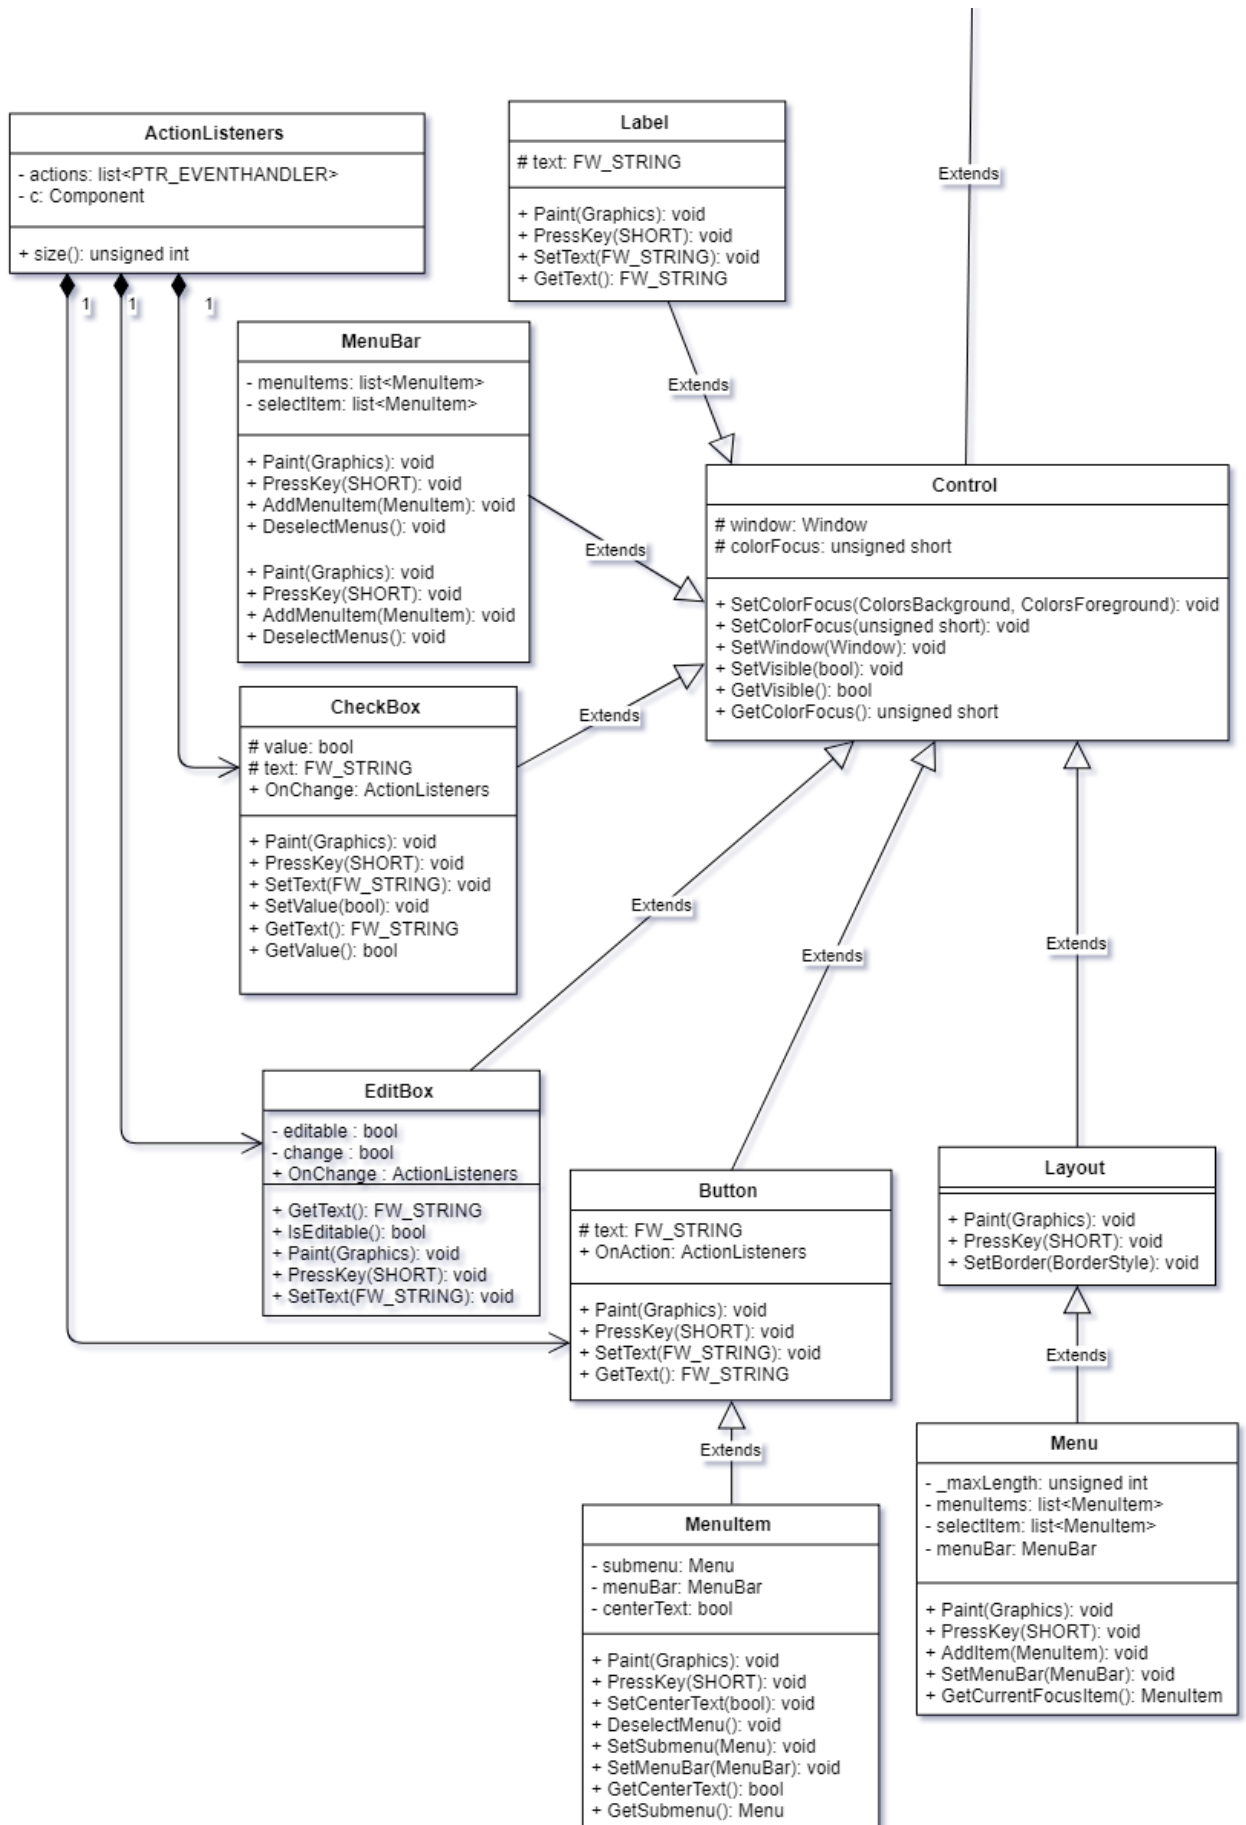 Extends
ActionListeners
- actions: list<PTR_EVENTHANDLER>
- c: Component
+ size(): unsigned int
1
1
1
Label
# text: FW_STRING
+ Paint(Graphics): void
+ PressKey(SHORT): void
+ SetText(FW_STRING): void
+ GetText(): FW_STRING
Extends
MenuBar
- menuItems: list<MenuItem>
- selectItem: list<MenuItem>
+ Paint(Graphics): void
+ PressKey(SHORT): void
+ AddMenuItem(MenuItem): void
+ DeselectMenus(): void
+ Paint(Graphics): void
+ PressKey(SHORT): void
+ AddMenuItem(MenuItem): void
+ DeselectMenus(): void
Extends
Control
# window: Window
# colorFocus: unsigned short
+ SetColorFocus(ColorsBackground, ColorsForeground): void
+ SetColorFocus(unsigned short): void
+ SetWindow(Window): void
+ SetVisible(bool): void
+ GetVisible(): bool
+ GetColorFocus(): unsigned short
CheckBox
# value: bool
# text: FW_STRING
+ OnChange: ActionListeners
+ Paint(Graphics): void
+ PressKey(SHORT): void
+ SetText(FW_STRING): void
+ SetValue(bool): void
+ GetText(): FW_STRING
+ GetValue(): bool
Extends
Extends
Extends
Extends
EditBox
- editable : bool
- change : bool
+ OnChange : ActionListeners
+ GetText(): FW_STRING
+ IsEditable(): bool
+ Paint(Graphics): void
+ PressKey(SHORT): void
+ SetText(FW_STRING): void
Button
# text: FW_STRING
+ OnAction: ActionListeners
+ Paint(Graphics): void
+ PressKey(SHORT): void
+ SetText(FW_STRING): void
+ GetText(): FW_STRING
Layout
+ Paint(Graphics): void
+ PressKey(SHORT): void
+ SetBorder(BorderStyle): void
Extends
Extends
MenuItem
- submenu: Menu
- menuBar: MenuBar
- centerText: bool
+ Paint(Graphics): void
+ PressKey(SHORT): void
+ SetCenterText(bool): void
+ DeselectMenu(): void
+ SetSubmenu(Menu): void
+ SetMenuBar(MenuBar): void
+ GetCenterText(): bool
+ GetSubmenu(): Menu
Menu
- _maxLength: unsigned int
- menuItems: list<MenuItem>
- selectItem: list<MenuItem>
- menuBar: MenuBar
+ Paint(Graphics): void
+ PressKey(SHORT): void
+ AddItem(MenuItem): void
+ SetMenuBar(MenuBar): void
+ GetCurrentFocusItem(): MenuItem